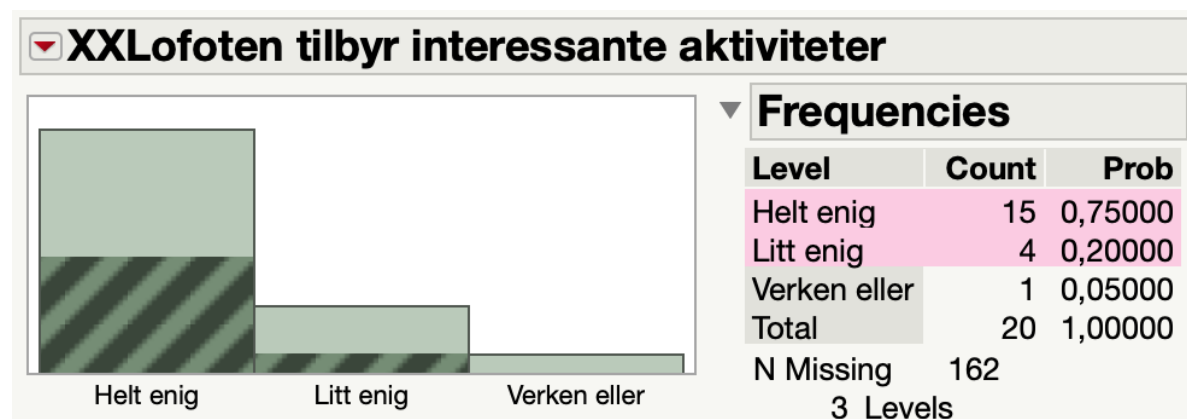 XXLofoten tilbyr interessante aktiviteter
Helt enig Litt enig Verken eller
Frequencies
Level Count Prob
Helt enig 15 0,75000
Litt enig 4 0,20000
Verken eller 1 0,05000
Total 20 1,00000
N Missing 162
3 Levels